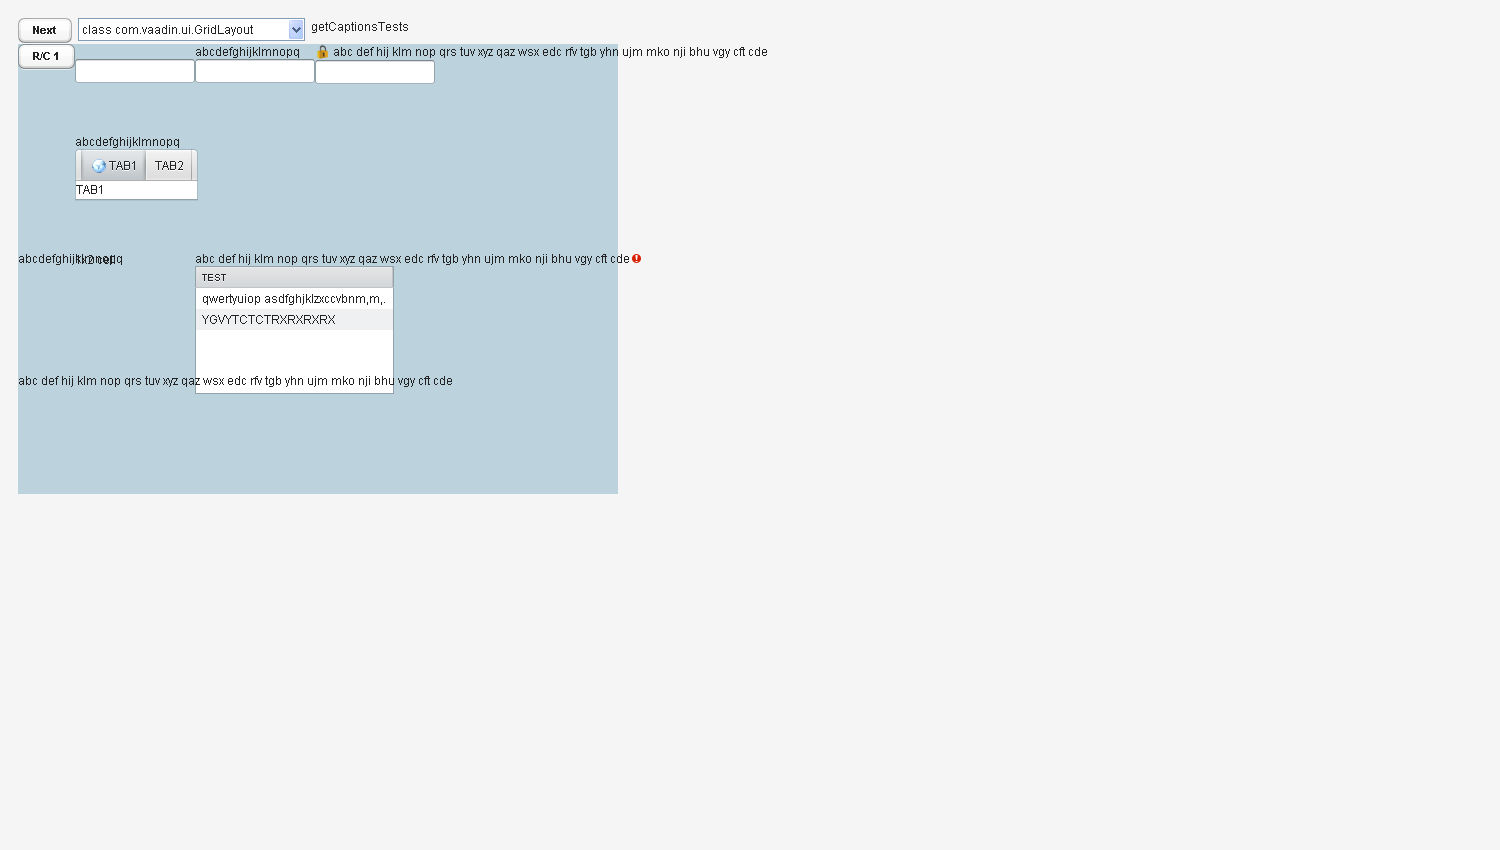 Next
class com.vaadin.ui.GridLayout
getCaptionsTests
R/C 1
abcdefghijklmnopq
abc def hij klm nop qrs tuv xyz qaz wsx edc rfv tgb yhn ujm mko nji bhu vgy cft cde
abcdefghijklmnopq
TAB1
TAB2
TAB1
abcdefghijklmnopq
1x2 cell
abc def hij klm nop qrs tuv xyz qaz wsx edc rfv tgb yhn ujm mko nji bhu vgy cft cde
TEST
qwertyuiop asdfghjklzxccvbnm,m,.
YGVYTCTCTRXRXRXRX
abc def hij klm nop qrs tuv xyz qaz wsx edc rfv tgb yhn ujm mko nji bhu vgy cft cde